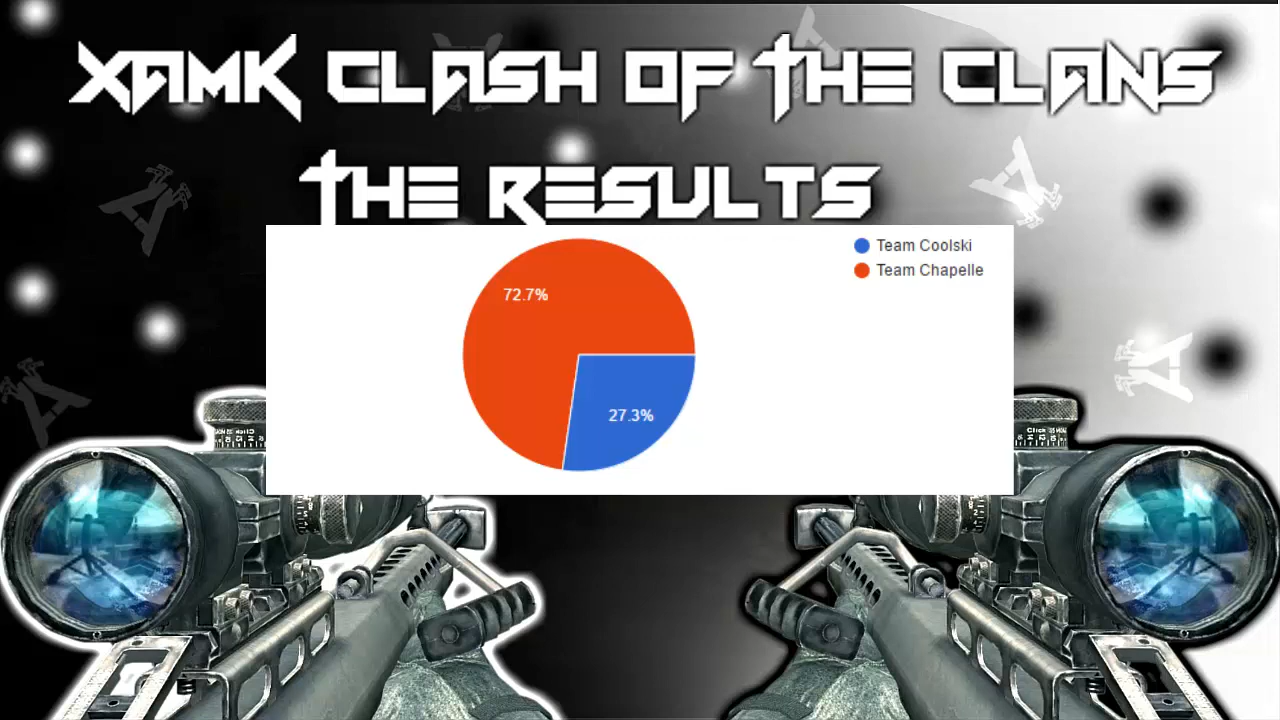 XAMK CLASH OF THE CLANS
THE RESULTS
Team Coolski
Team Chapelle
72.7%
27.3%